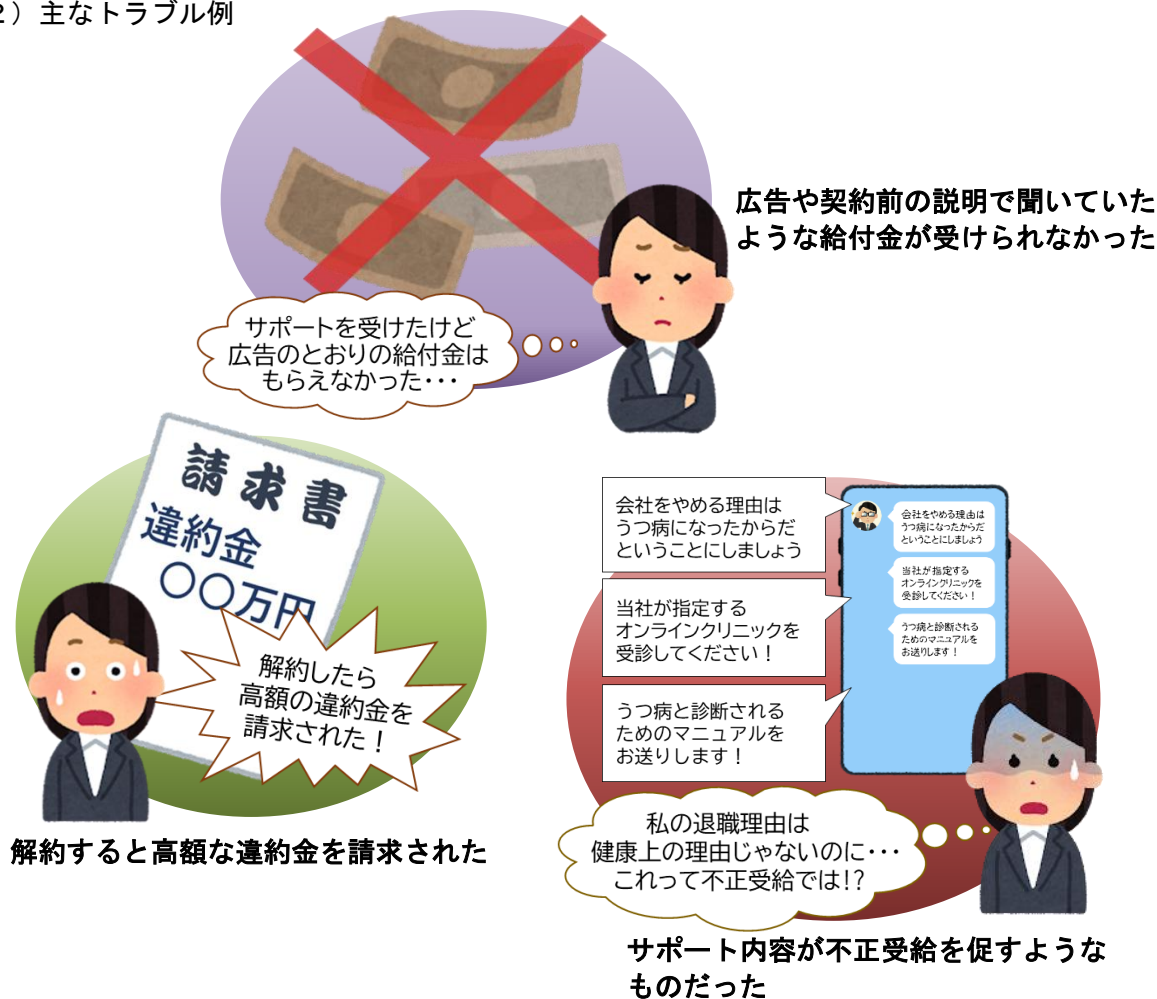 ２）主なトラブル例
広告や契約前の説明で聞いていた
ような給付金が受けられなかった
サポートを受けたけど
広告のとおりの給付金は
もらえなかった・・・
請求書
違約金
〇〇万円
解約したら
高額の違約金を
請求された！
解約すると高額な違約金を請求された
会社をやめる理由は
うつ病になったからだ
ということにしましょう
当社が指定する
オンラインクリニックを
受診してください！
うつ病と診断される
ためのマニュアルを
お送りします！
会社をやめる理由は
うつ病になったからだ
ということにしましょう
当社が指定する
オンラインクリニックを
受診してください！
うつ病と診断される
ためのマニュアルを
お送りします！
私の退職理由は
健康上の理由じゃないのに・・・
これって不正受給では!?
サポート内容が不正受給を促すような
ものだった